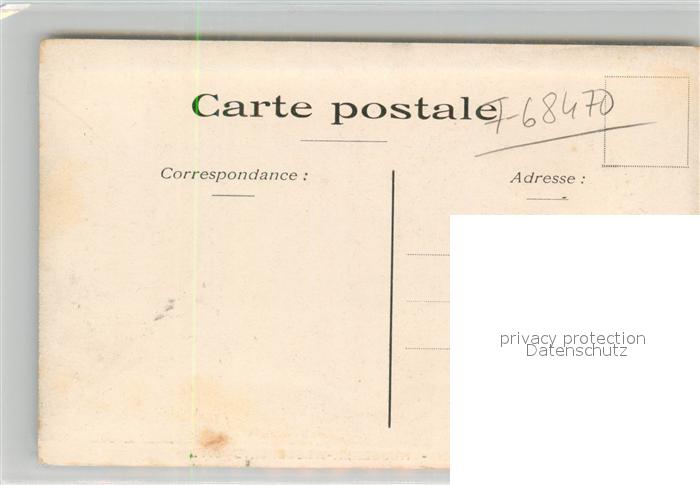 Carte postale
F-68470
Correspondance :
Adresse :
privacy protection
Datenschutz